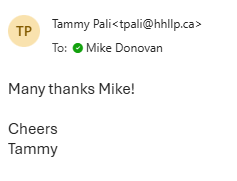 TP
Tammy Pali<tpali@hhllp.ca>
To: Mike Donovan
Many thanks Mike!
Cheers
Tammy